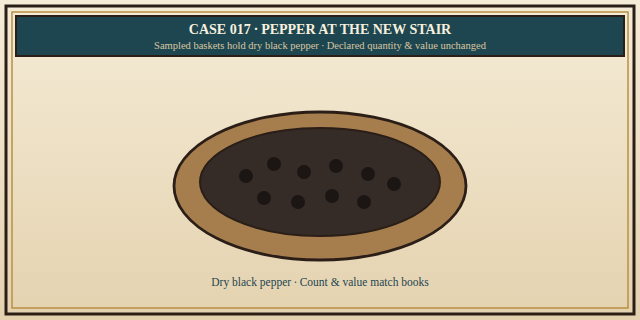 CASE 017 · PEPPER AT THE NEW STAIR
Sampled baskets hold dry black pepper · Declared quantity & value unchanged
Dry black pepper · Count & value match books